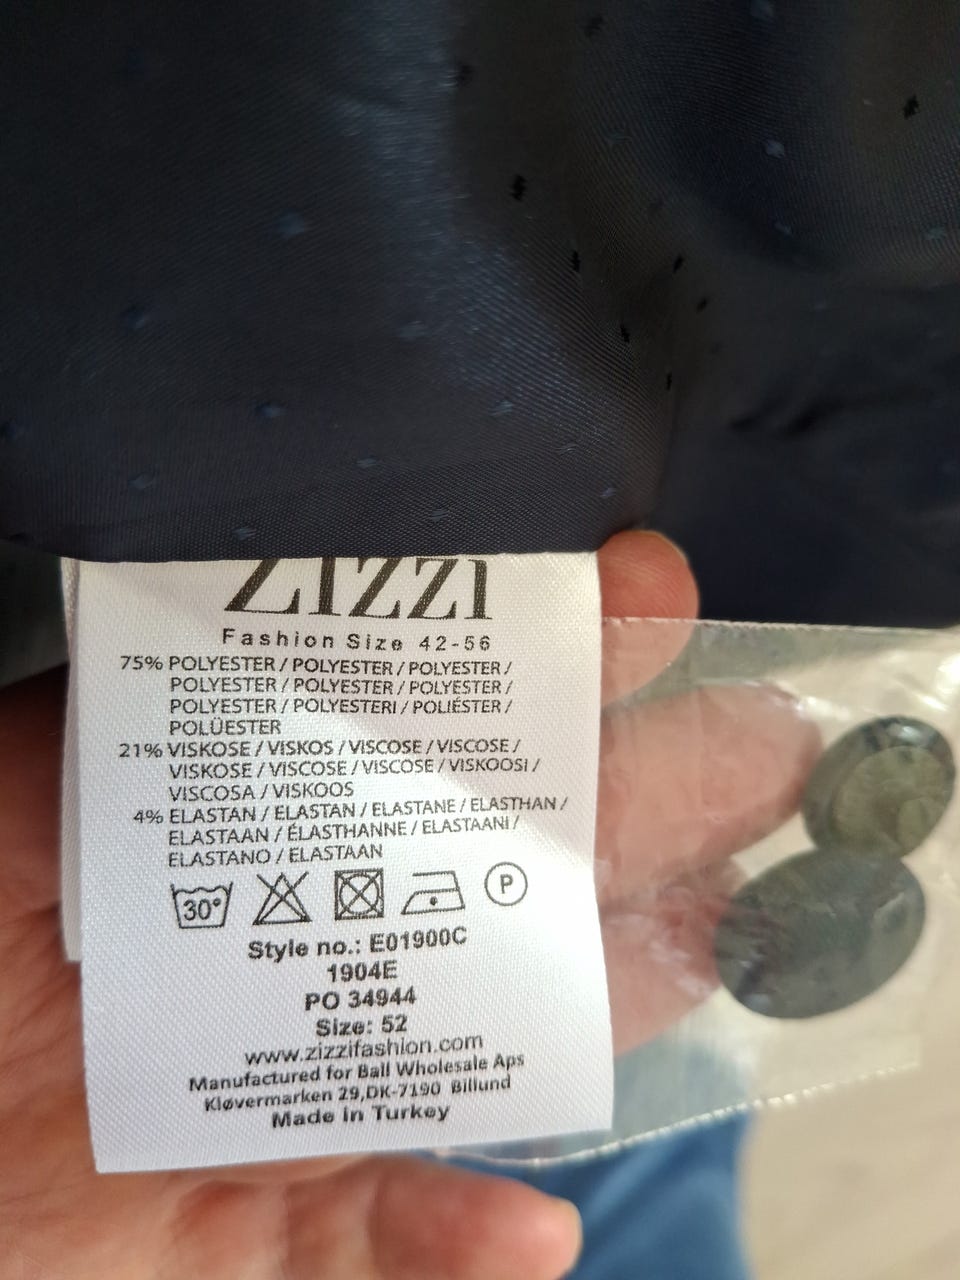 ZIZZI
Fashion Size 42-56
75% POLYESTER / POLYESTER / POLYESTER /
POLYESTER / POLYESTER / POLYESTER /
POLYESTER / POLYESTERI / POLIÉSTER /
POLÜESTER
21% VISKOSE / VISKOS / VISCOSE / VISCOSE /
VISKOSE / VISCOSE / VISCOSE / VISKOOSI /
VISCOSA / VISKOOS
4% ELASTAN / ELASTAN / ELASTANE / ELASTHAN /
ELASTAAN / ÉLASTHANNE / ELASTAANI /
ELASTANO / ELASTAAN
30° P
Style no.: E01900C
1904E
PO 34944
Size: 52
www.zizzifashion.com
Manufactured for Ball Wholesale Aps
Kløvermarken 29,DK-7190 Billund
Made in Turkey